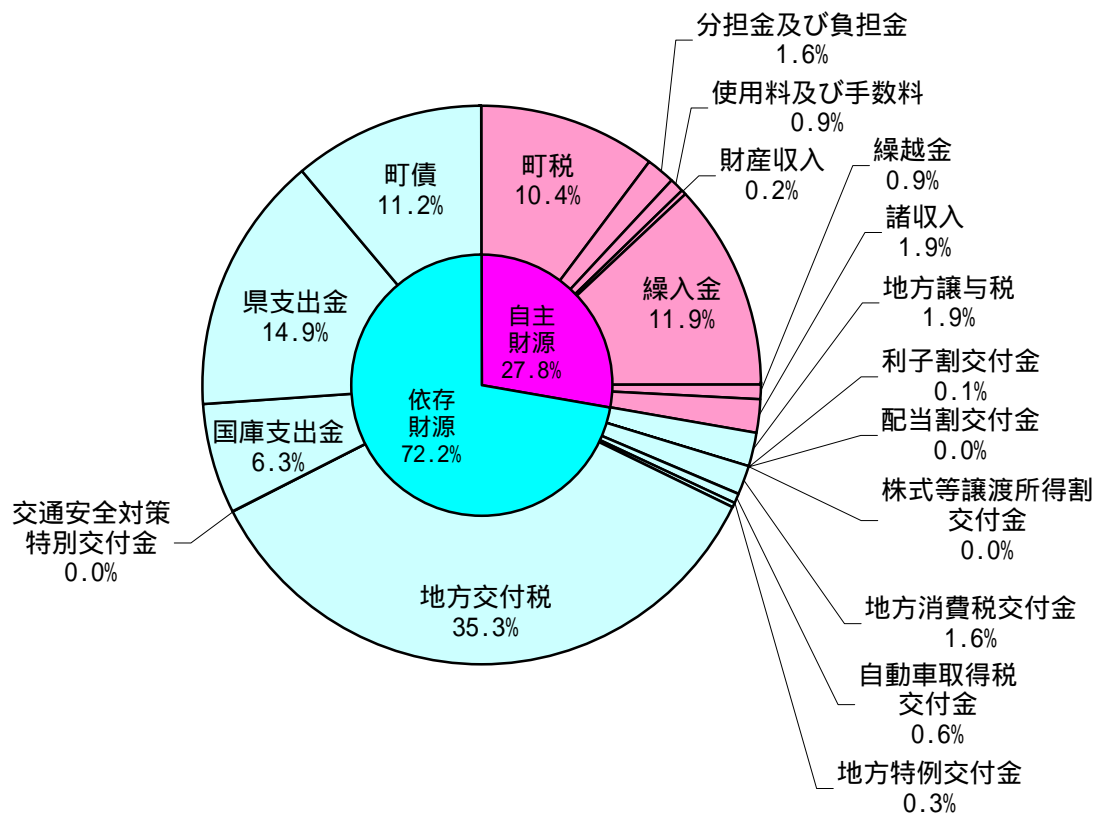 分担金及び負担金
1.6%
使用料及び手数料
0.9%
財産収入
0.2%
繰越金
0.9%
諸収入
1.9%
地方譲与税
1.9%
利子割交付金
0.1%
配当割交付金
0.0%
株式等譲渡所得割
交付金
0.0%
地方消費税交付金
1.6%
自動車取得税
交付金
0.6%
地方特例交付金
0.3%
町税
10.4%
繰入金
11.9%
町債
11.2%
県支出金
14.9%
国庫支出金
6.3%
交通安全対策
特別交付金
0.0%
地方交付税
35.3%
自主
財源
27.8%
依存
財源
72.2%